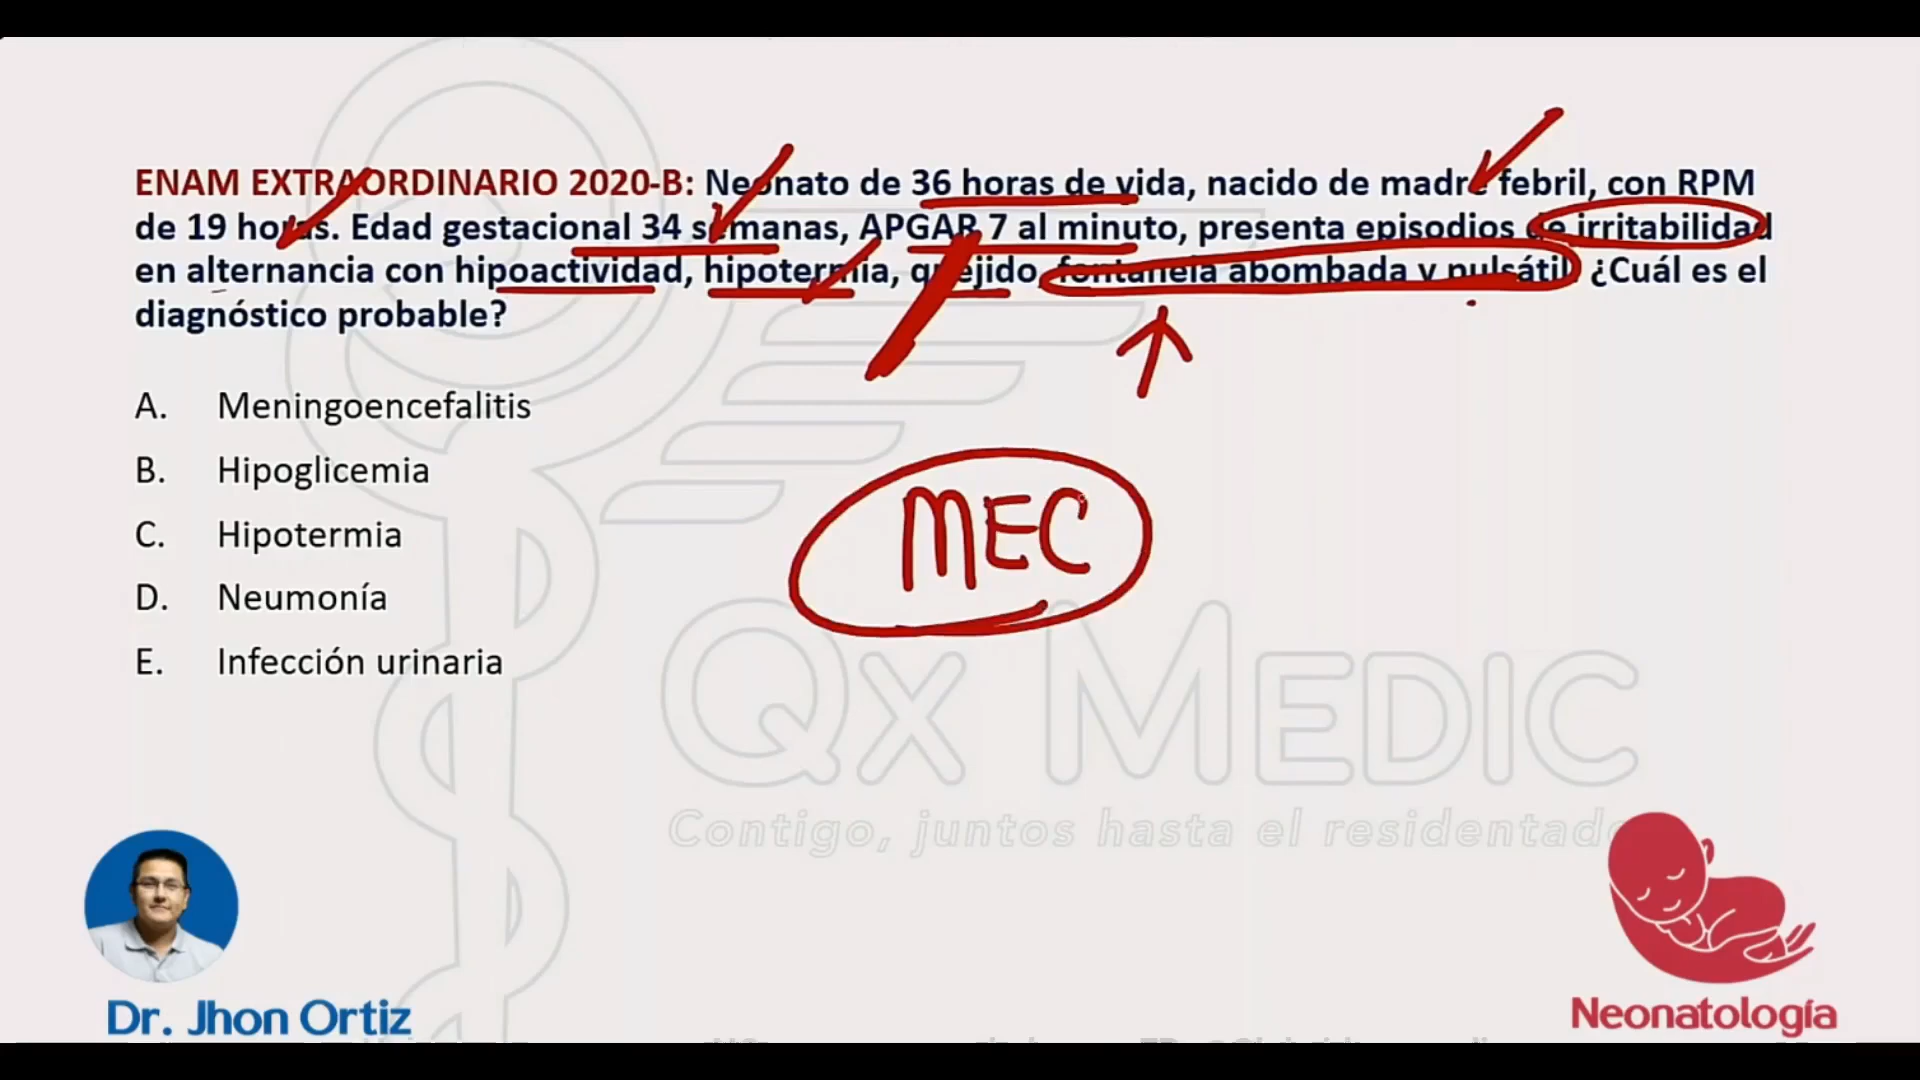 ENAM EXTRAORDINARIO 2020-B: Neonato de 36 horas de vida, nacido de madre febril, con RPM
de 19 horas. Edad gestacional 34 semanas, APGAR 7 al minuto, presenta episodios de irritabilidad
en alternancia con hipoactividad, hipotermia, quejido, fontanela abombada y pulsátil ¿Cuál es el
diagnóstico probable?
A. Meningoencefalitis
B. Hipoglicemia
C. Hipotermia
D. Neumonía
E. Infección urinaria
MEC
QX MEDIC
Contigo, juntos hasta el residentado
Dr. Jhon Ortiz
Neonatología